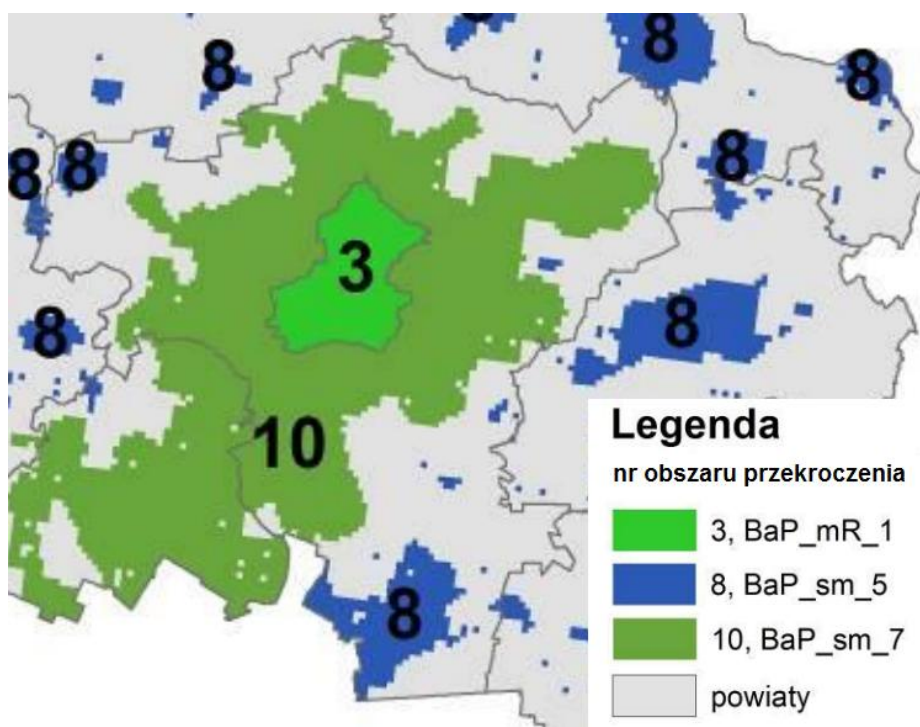 8
8
8
8
8
8
8
3
8
8
10
8
Legenda
nr obszaru przekroczenia
3, BaP_mR_1
8, BaP_sm_5
10, BaP_sm_7
powiaty